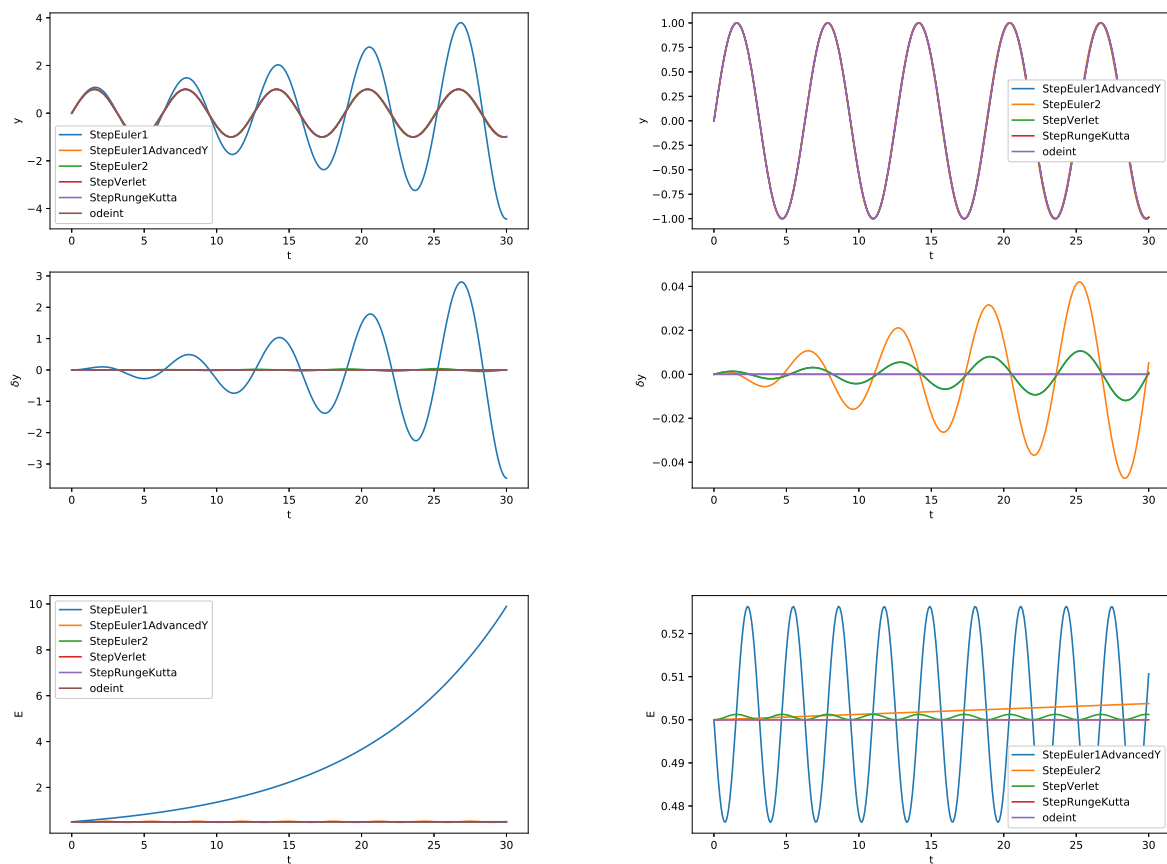 4
2
0
−2
−4
y
0
5
10
15
20
25
30
t
StepEuler1
StepEuler1AdvancedY
StepEuler2
StepVerlet
StepRungeKutta
odeint
1.00
0.75
0.50
0.25
0.00
−0.25
−0.50
−0.75
−1.00
y
0
5
10
15
20
25
30
t
StepEuler1AdvancedY
StepEuler2
StepVerlet
StepRungeKutta
odeint
3
2
1
0
−1
−2
−3
δy
0
5
10
15
20
25
30
t
0.04
0.02
0.00
−0.02
−0.04
δy
0
5
10
15
20
25
30
t
10
8
6
4
2
E
0
5
10
15
20
25
30
t
StepEuler1
StepEuler1AdvancedY
StepEuler2
StepVerlet
StepRungeKutta
odeint
0.52
0.51
0.50
0.49
0.48
E
0
5
10
15
20
25
30
t
StepEuler1AdvancedY
StepEuler2
StepVerlet
StepRungeKutta
odeint